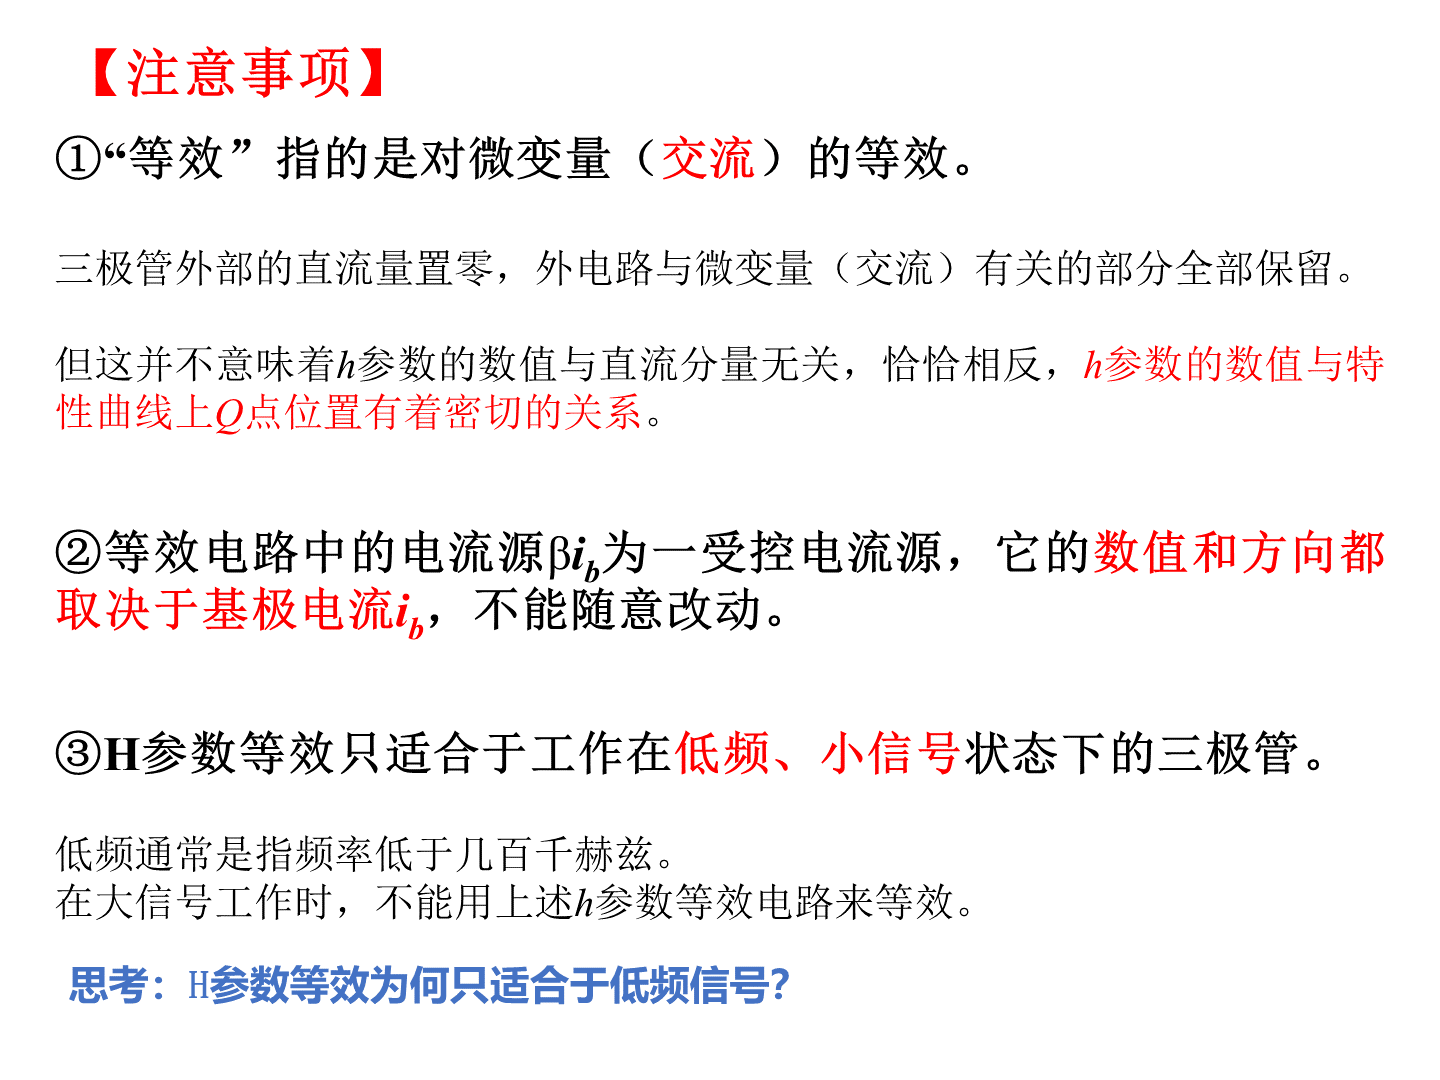 【注意事项】
①“等效”指的是对微变量（交流）的等效。
三极管外部的直流量置零，外电路与微变量（交流）有关的部分全部保留。
但这并不意味着h参数的数值与直流分量无关，恰恰相反，h参数的数值与特
性曲线上Q点位置有着密切的关系。
②等效电路中的电流源βib为一受控电流源，它的数值和方向都
取决于基极电流ib，不能随意改动。
③H参数等效只适合于工作在低频、小信号状态下的三极管。
低频通常是指频率低于几百千赫兹。
在大信号工作时，不能用上述h参数等效电路来等效。
思考：H参数等效为何只适合于低频信号？